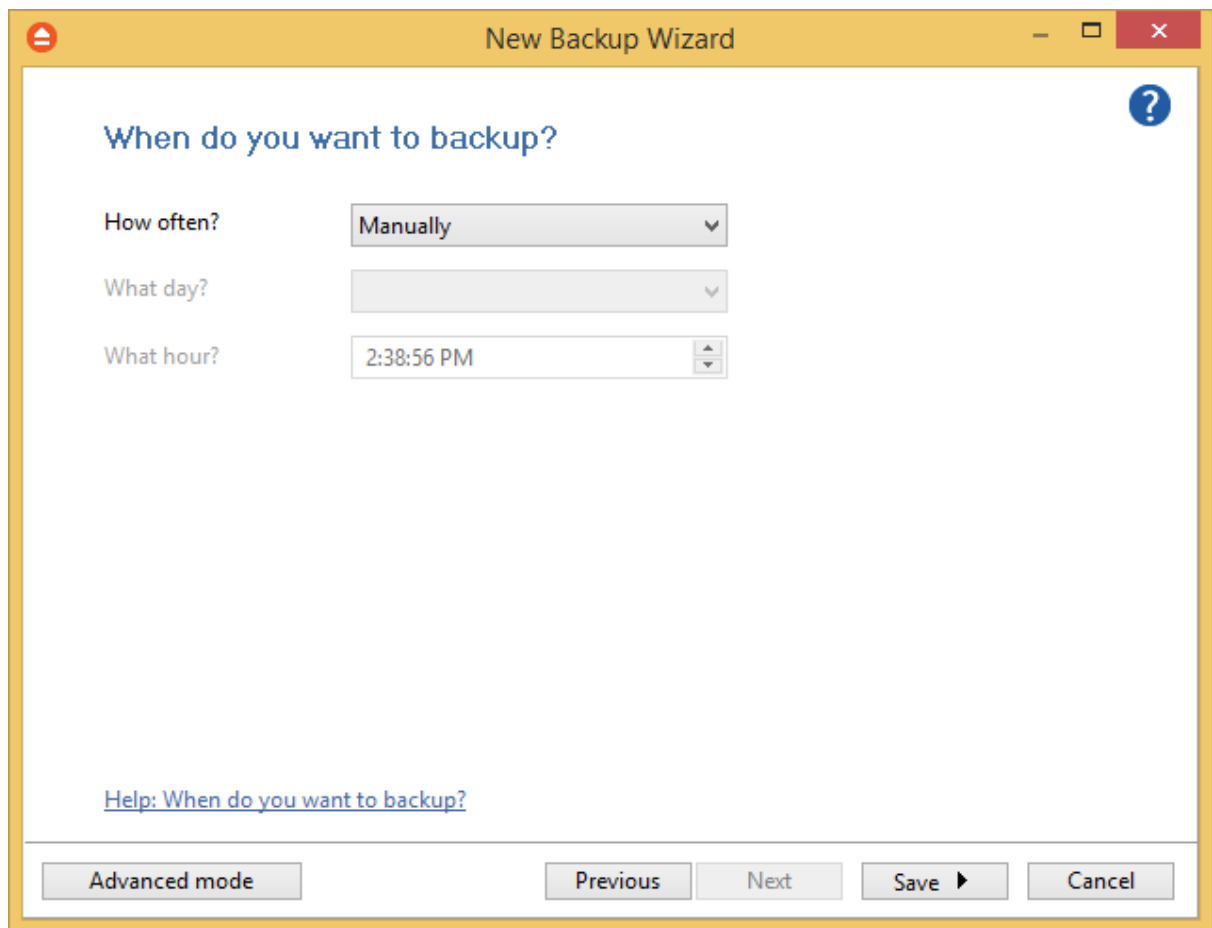 New Backup Wizard
When do you want to backup?
How often? Manually
What day?
What hour? 2:38:56 PM
Help: When do you want to backup?
Advanced mode Previous Next Save Cancel